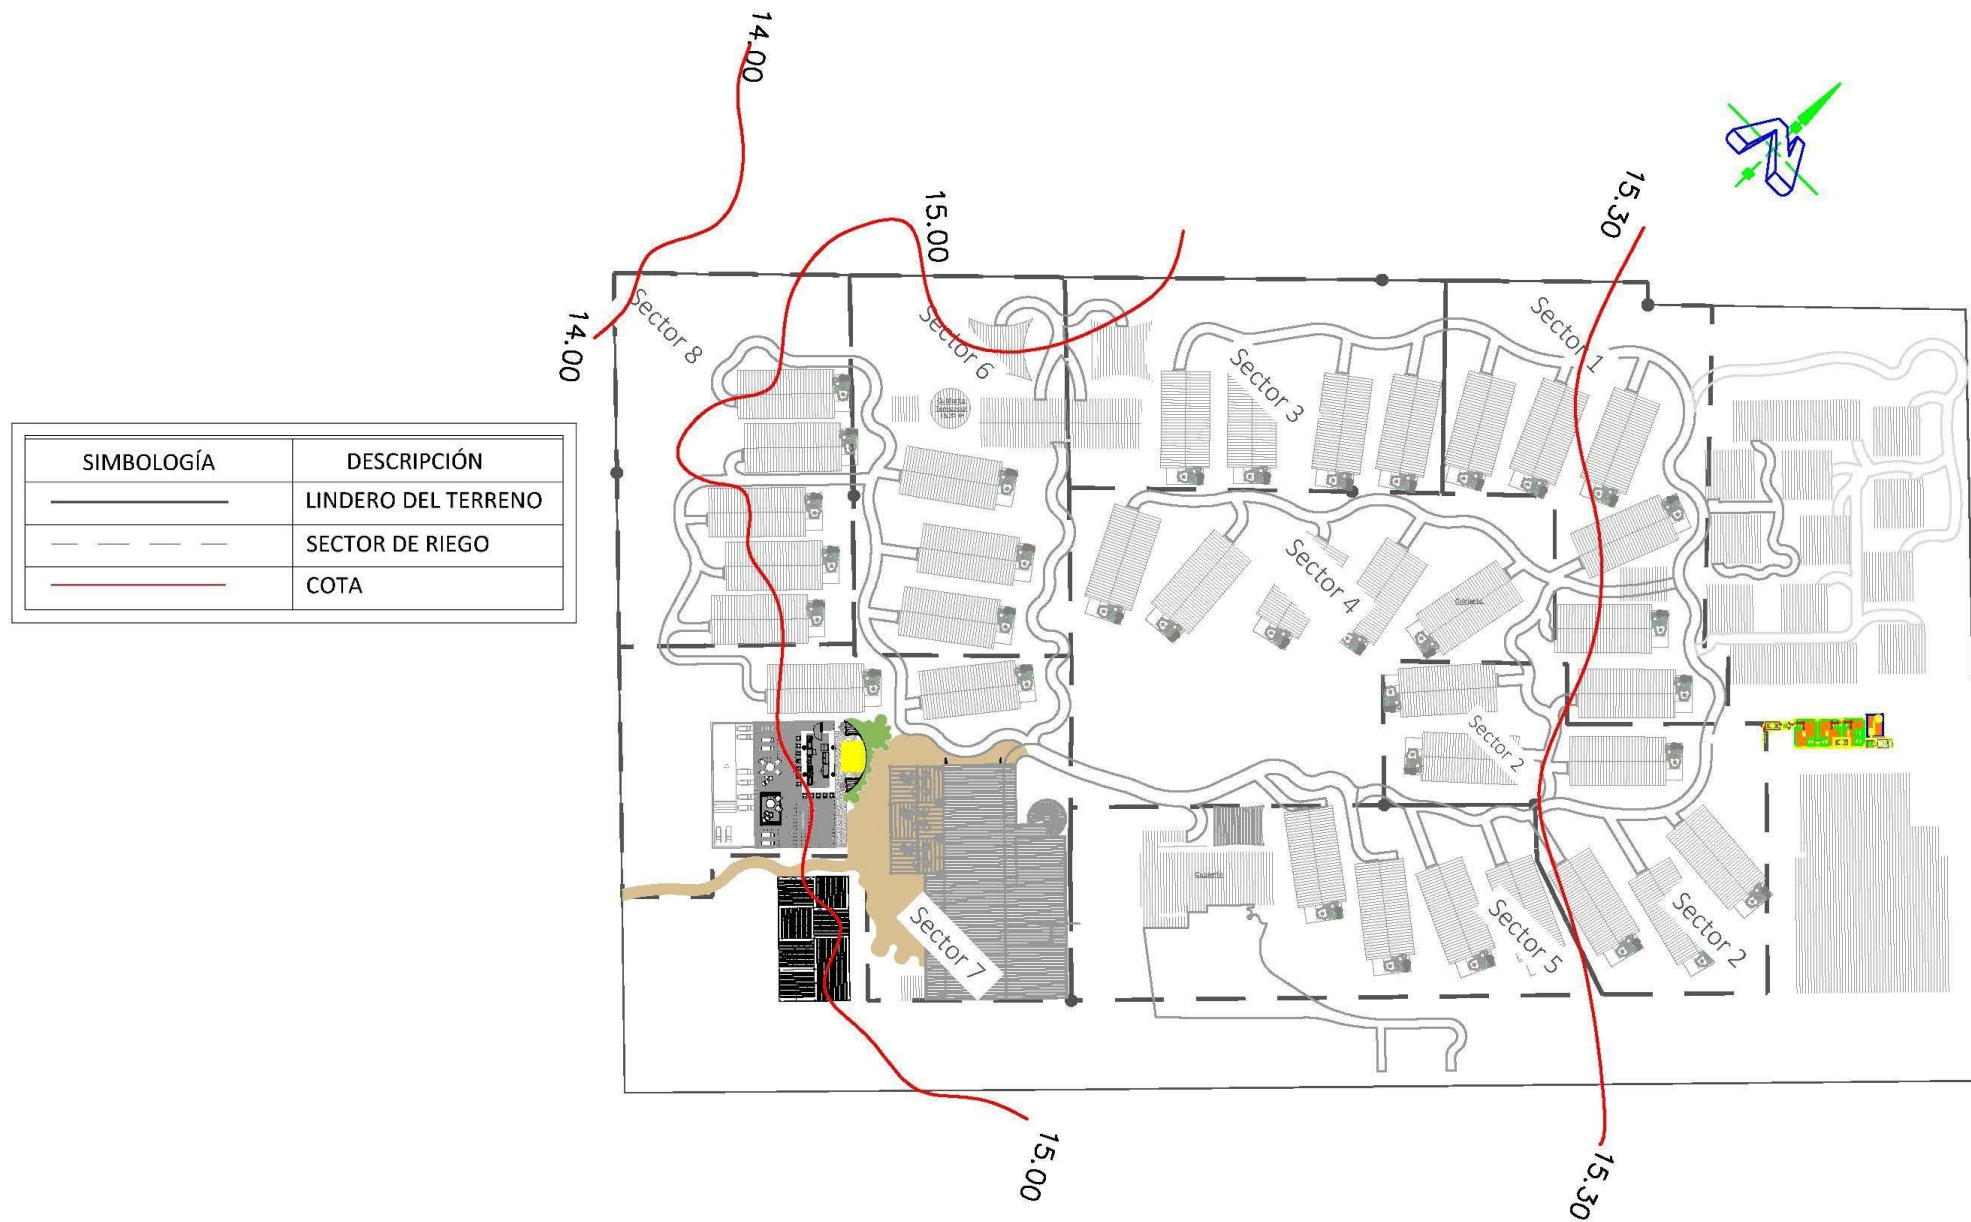 14.00
15.00
15.30
14.00
Sector 8
Sector 6
Sector 1
Sector 3
SIMBOLOGÍA
DESCRIPCIÓN
LINDERO DEL TERRENO
SECTOR DE RIEGO
COTA
Sector 4
Cubierta
Sector 2
Cubierta
Sector 7
Sector 5
Sector 2
15.00
15.30